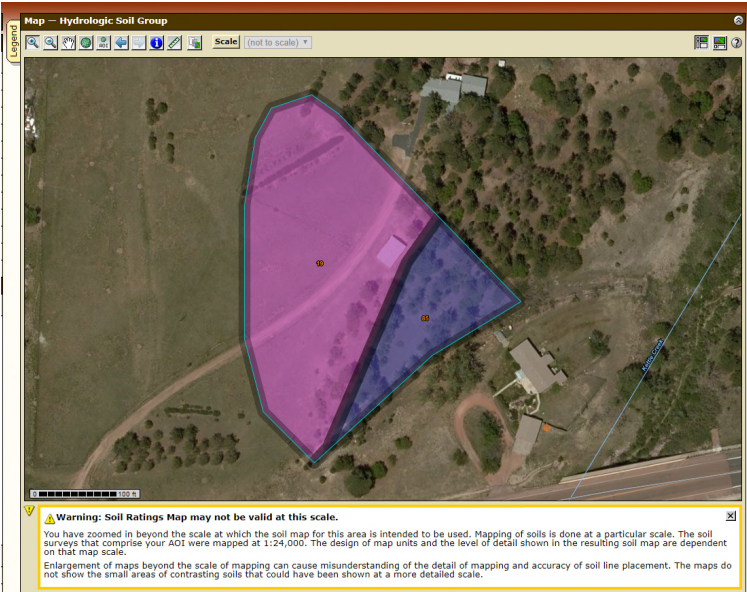 Map — Hydrologic Soil Group
Legend
AOI
Scale (not to scale)
19
85
Kettle Creek
0 100 ft
Warning: Soil Ratings Map may not be valid at this scale.
You have zoomed in beyond the scale at which the soil map for this area is intended to be used. Mapping of soils is done at a particular scale. The soil
surveys that comprise your AOI were mapped at 1:24,000. The design of map units and the level of detail shown in the resulting soil map are dependent
on that map scale.
Enlargement of maps beyond the scale of mapping can cause misunderstanding of the detail of mapping and accuracy of soil line placement. The maps do
not show the small areas of contrasting soils that could have been shown at a more detailed scale.